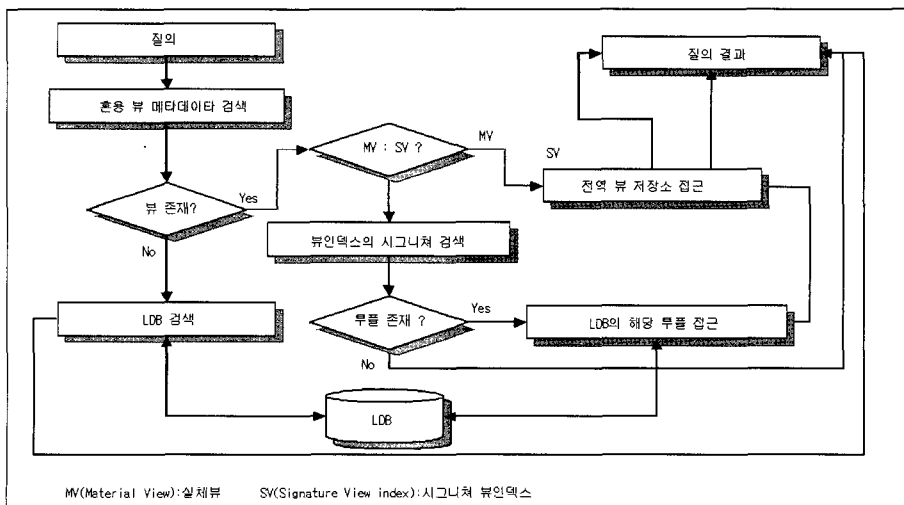 질의
질의 결과
혼용 뷰 메타데이타 검색
MV : SV ?
MV
SV
전역 뷰 저장소 접근
뷰 존재?
Yes
No
뷰인덱스의 시그니쳐 검색
LDB 검색
투플 존재 ?
Yes
No
LDB의 해당 투플 접근
LDB
MV(Material View):실체뷰
SV(Signature View index):시그니쳐 뷰인덱스